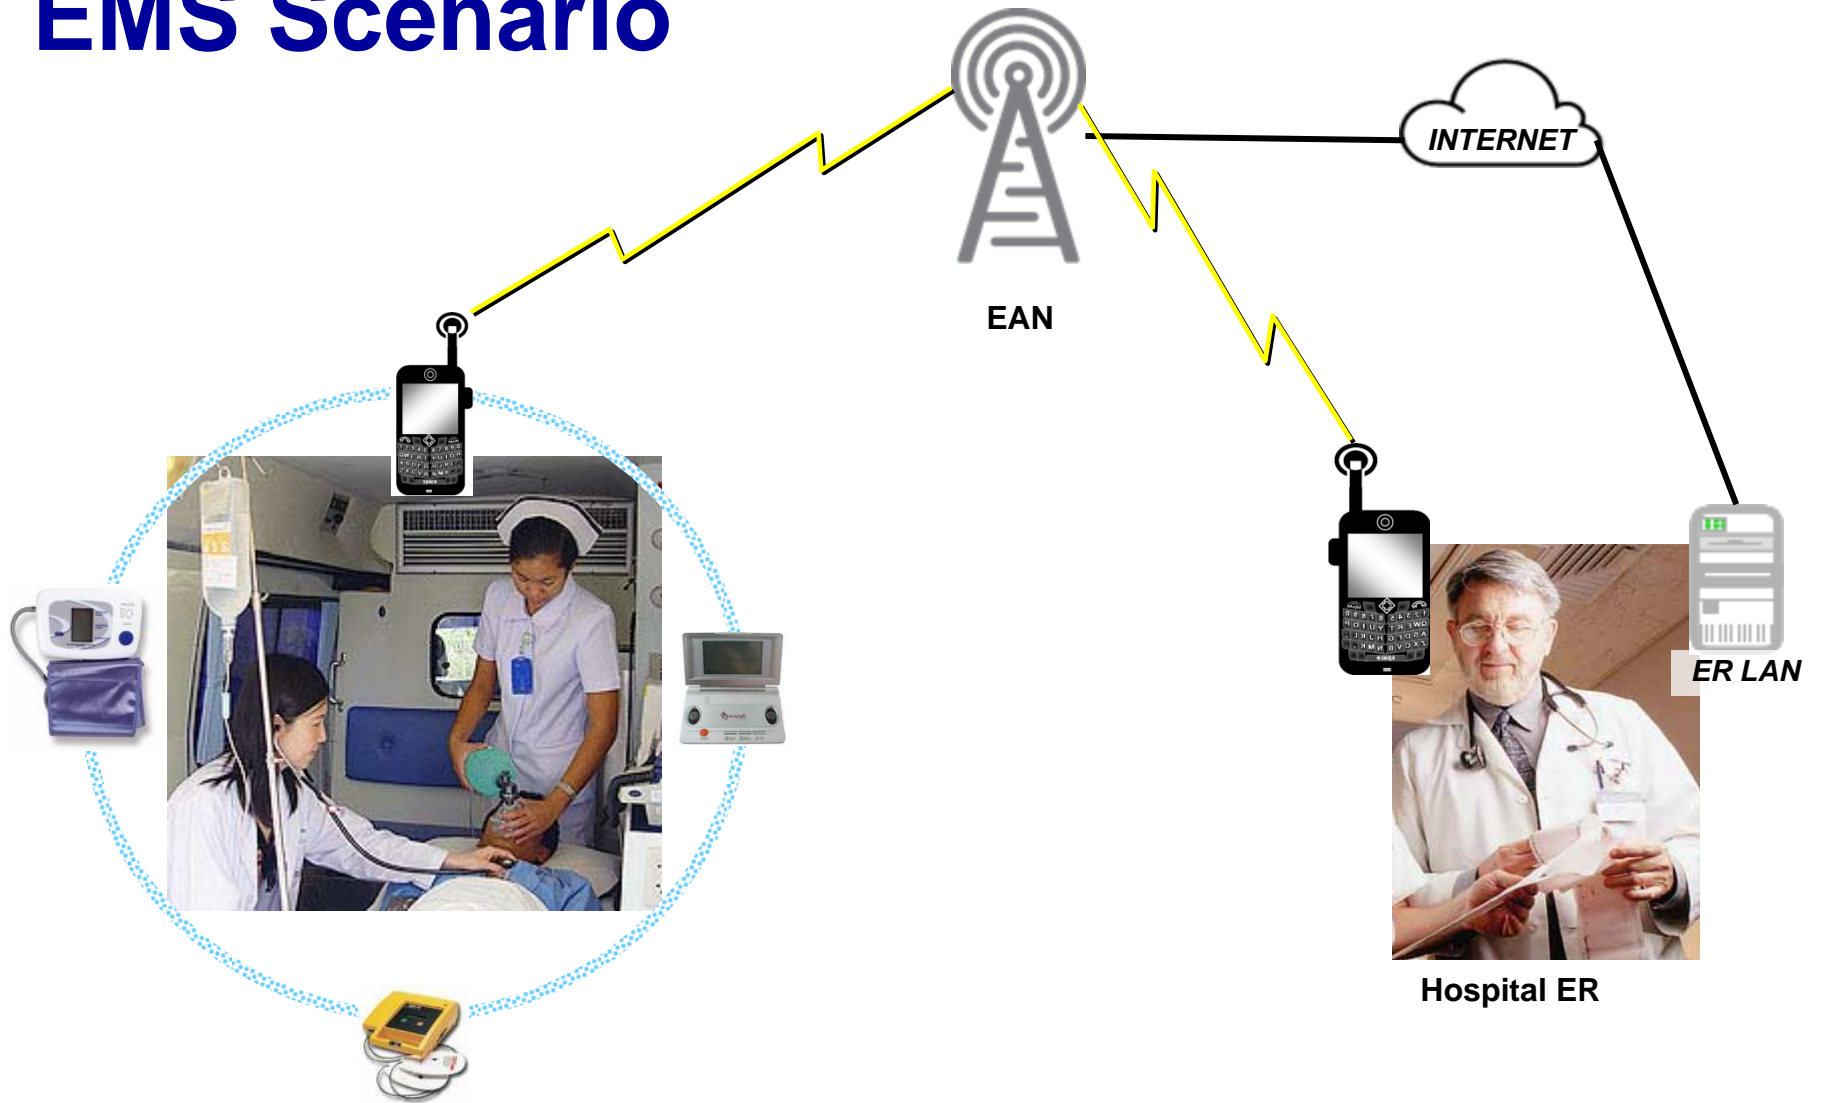 EMS Scenario
INTERNET
EAN
ER LAN
Hospital ER